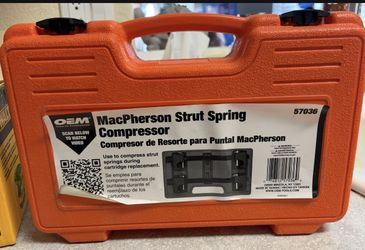 OEM
SCAN BELOW
TO WATCH
VIDEO
MacPherson Strut Spring
Compressor
57036
Compresor de Resorte para Puntal MacPherson
Use to compress strut
springs during
cartridge replacement.
Se emplea para
comprimir resortes de
puntales durante el
reemplazo de los
cartuchos.